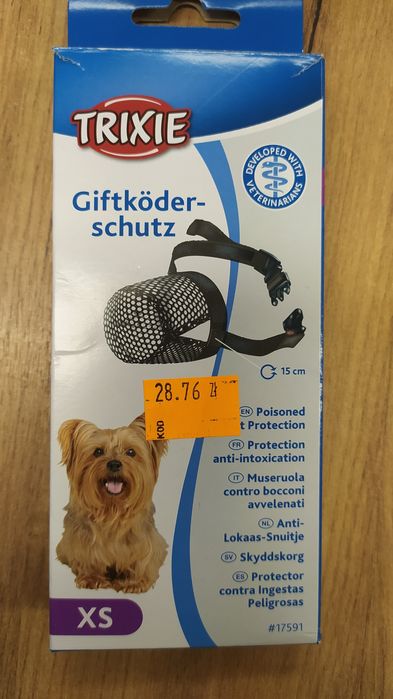 TRIXIE
DEVELOPED WITH
VETERINARIANS
Giftköder-
schutz
15 cm
28.76 zł
KOD
EN Poisoned
t Protection
FR Protection
anti-intoxication
IT Museruola
contro bocconi
avvelenati
NL Anti-
Lokaas-Snuitje
SV Skyddskorg
ES Protector
contra Ingestas
Peligrosas
XS
#17591